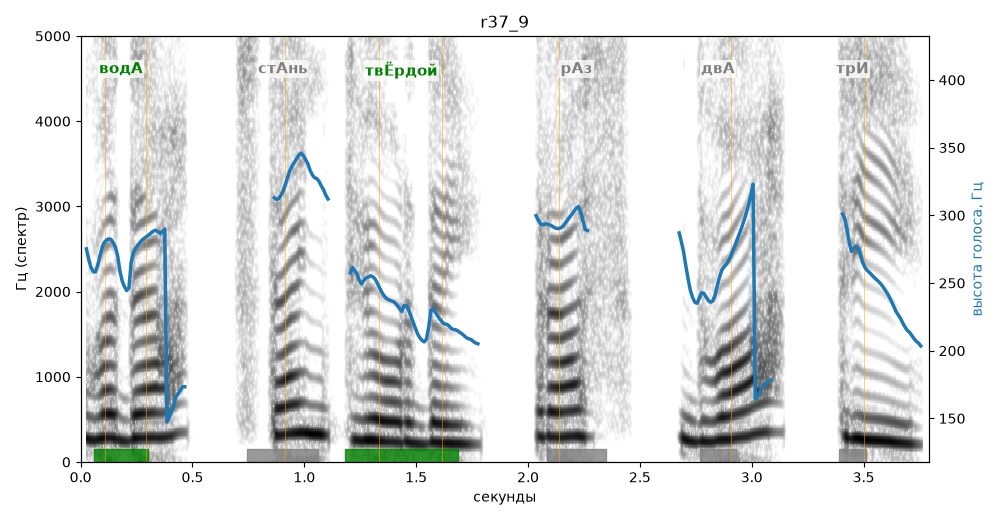 r37_9
5000
4000
3000
2000
1000
0
Гц (спектр)
водА стАнь твЁрдой рАз двА трИ
400
350
300
250
200
150
высота голоса, Гц
0.0 0.5 1.0 1.5 2.0 2.5 3.0 3.5
секунды